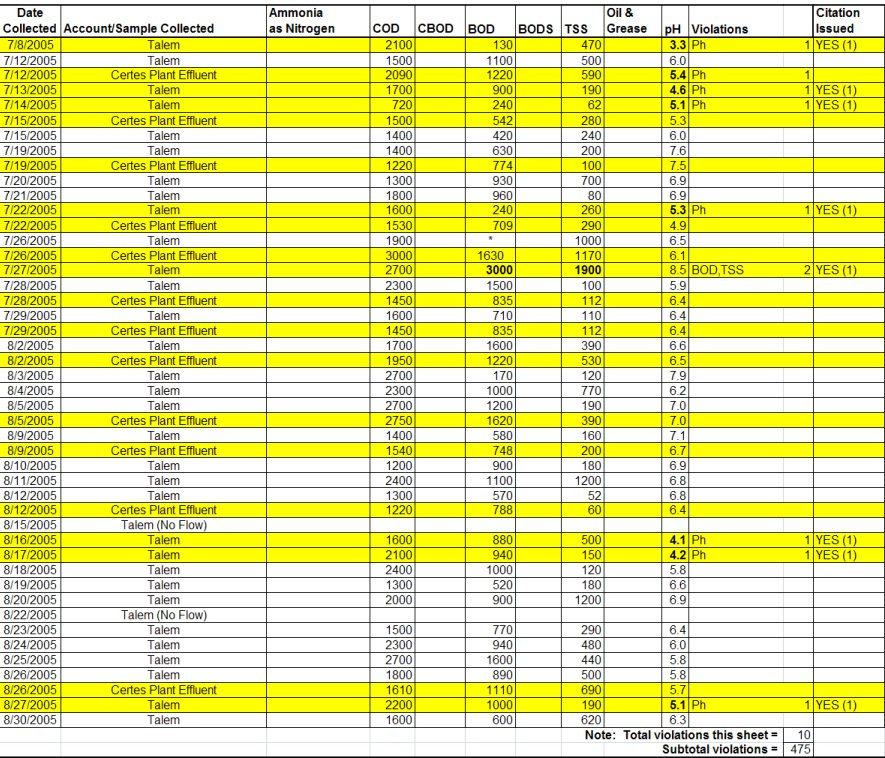 Date Collected Account/Sample Collected Ammonia as Nitrogen COD CBOD BOD BODS TSS Oil & Grease pH Violations Citation Issued
7/8/2005 Talem 2100 130 470 3.3 Ph 1 YES (1)
7/12/2005 Talem 1500 1100 500 6.0
7/12/2005 Certes Plant Effluent 2090 1220 590 5.4 Ph 1
7/13/2005 Talem 1700 900 190 4.6 Ph 1 YES (1)
7/14/2005 Talem 720 240 62 5.1 Ph 1 YES (1)
7/15/2005 Certes Plant Effluent 1500 542 280 5.3
7/15/2005 Talem 1400 420 240 6.0
7/19/2005 Talem 1400 630 200 7.6
7/19/2005 Certes Plant Effluent 1220 774 100 7.5
7/20/2005 Talem 1300 930 700 6.9
7/21/2005 Talem 1800 960 80 6.9
7/22/2005 Talem 1600 240 260 5.3 Ph 1 YES (1)
7/22/2005 Certes Plant Effluent 1530 709 290 4.9
7/26/2005 Talem 1900 * 1000 6.5
7/26/2005 Certes Plant Effluent 3000 1630 1170 6.1
7/27/2005 Talem 2700 3000 1900 8.5 BOD,TSS 2 YES (1)
7/28/2005 Talem 2300 1500 100 5.9
7/28/2005 Certes Plant Effluent 1450 835 112 6.4
7/29/2005 Talem 1600 710 110 6.4
7/29/2005 Certes Plant Effluent 1450 835 112 6.4
8/2/2005 Talem 1700 1600 390 6.6
8/2/2005 Certes Plant Effluent 1950 1220 530 6.5
8/3/2005 Talem 2700 170 120 7.9
8/4/2005 Talem 2300 1000 770 6.2
8/5/2005 Talem 2700 1200 190 7.0
8/5/2005 Certes Plant Effluent 2750 1620 390 7.0
8/9/2005 Talem 1400 580 160 7.1
8/9/2005 Certes Plant Effluent 1540 748 200 6.7
8/10/2005 Talem 1200 900 180 6.9
8/11/2005 Talem 2400 1100 1200 6.8
8/12/2005 Talem 1300 570 52 6.8
8/12/2005 Certes Plant Effluent 1220 788 60 6.4
8/15/2005 Talem (No Flow)
8/16/2005 Talem 1600 880 500 4.1 Ph 1 YES (1)
8/17/2005 Talem 2100 940 150 4.2 Ph 1 YES (1)
8/18/2005 Talem 2400 1000 120 5.8
8/19/2005 Talem 1300 520 180 6.6
8/20/2005 Talem 2000 900 1200 6.9
8/22/2005 Talem (No Flow)
8/23/2005 Talem 1500 770 290 6.4
8/24/2005 Talem 2300 940 480 6.0
8/25/2005 Talem 2700 1600 440 5.8
8/26/2005 Talem 1800 890 500 5.8
8/26/2005 Certes Plant Effluent 1610 1110 690 5.7
8/27/2005 Talem 2200 1000 190 5.1 Ph 1 YES (1)
8/30/2005 Talem 1600 600 620 6.3
Note: Total violations this sheet = 10
Subtotal violations = 475